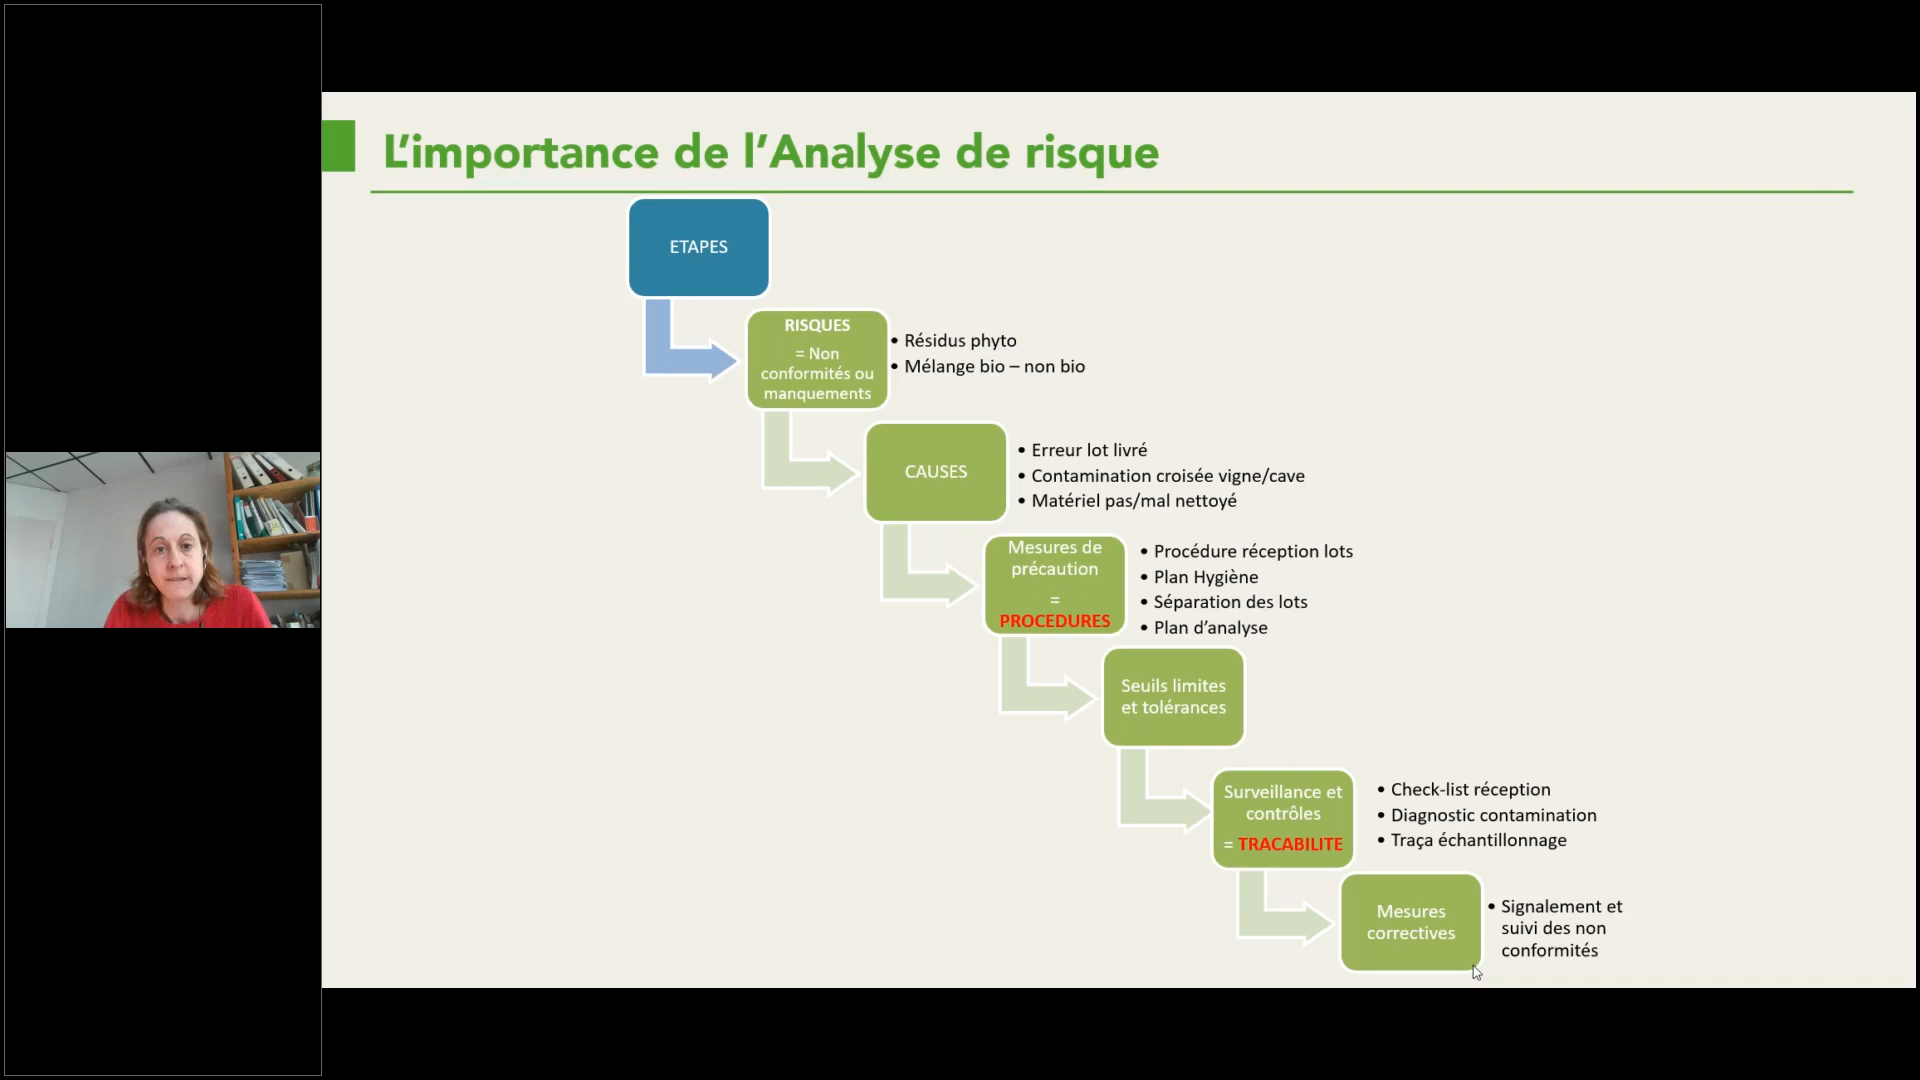 L’importance de l’Analyse de risque
ETAPES
RISQUES
= Non
conformités ou
manquements
• Résidus phyto
• Mélange bio – non bio
CAUSES
• Erreur lot livré
• Contamination croisée vigne/cave
• Matériel pas/mal nettoyé
Mesures de
précaution
=
PROCEDURES
• Procédure réception lots
• Plan Hygiène
• Séparation des lots
• Plan d’analyse
Seuils limites
et tolérances
Surveillance et
contrôles
= TRACABILITE
• Check-list réception
• Diagnostic contamination
• Traça échantillonnage
Mesures
correctives
• Signalement et
suivi des non
conformités